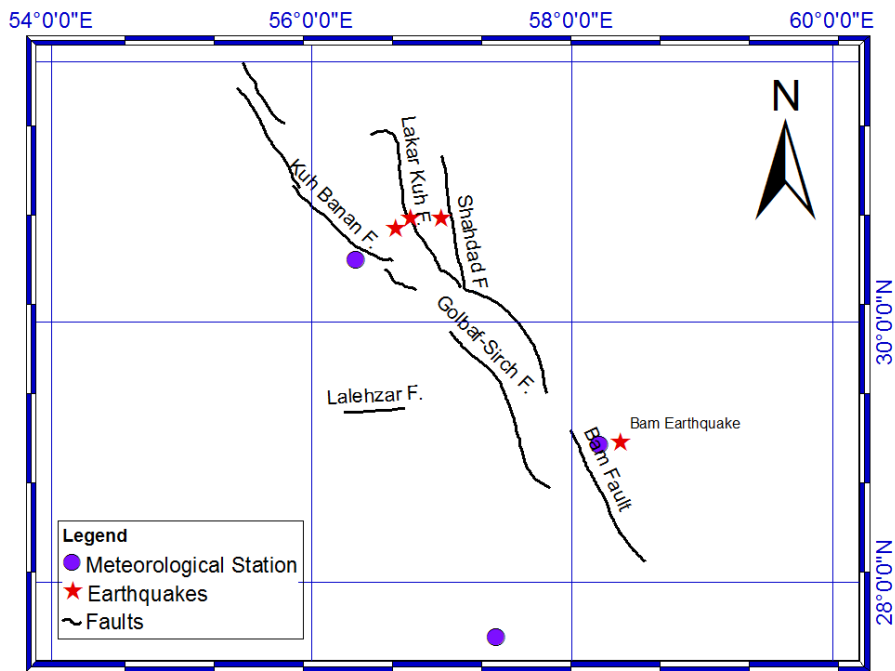 54°0'0"E
56°0'0"E
58°0'0"E
60°0'0"E
N
Lakar Kuh F.
Kuh Banan F.
Shahdad F
30°0'0"N
Golbaf-Sirch F.
Lalehzar F.
Bam Earthquake
Bam Fault
Legend
Meteorological Station
Earthquakes
Faults
28°0'0"N